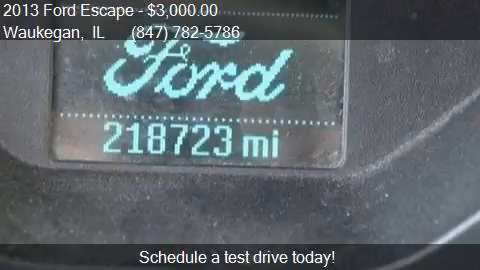 2013 Ford Escape - $3,000.00
Waukegan, IL (847) 782-5786
Ford
218723 mi
Schedule a test drive today!